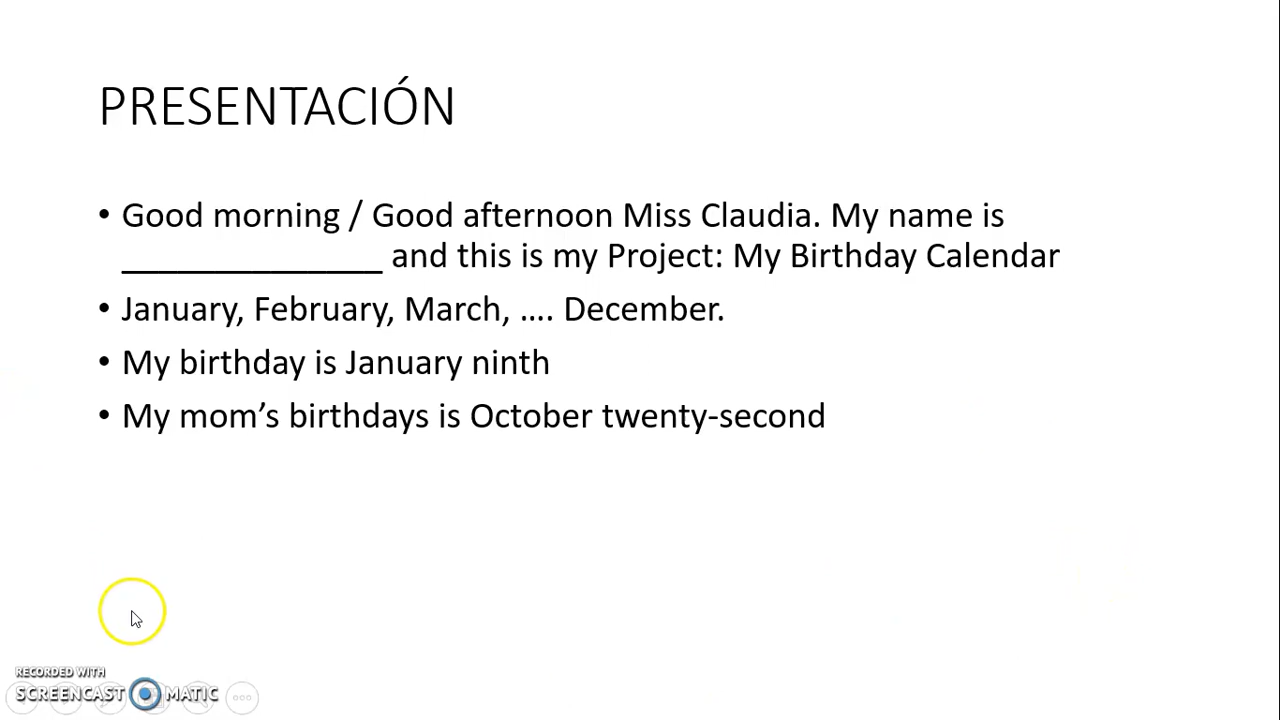 PRESENTACIÓN
• Good morning / Good afternoon Miss Claudia. My name is
______________ and this is my Project: My Birthday Calendar
• January, February, March, …. December.
• My birthday is January ninth
• My mom’s birthdays is October twenty-second
RECORDED WITH
SCREENCAST MATIC